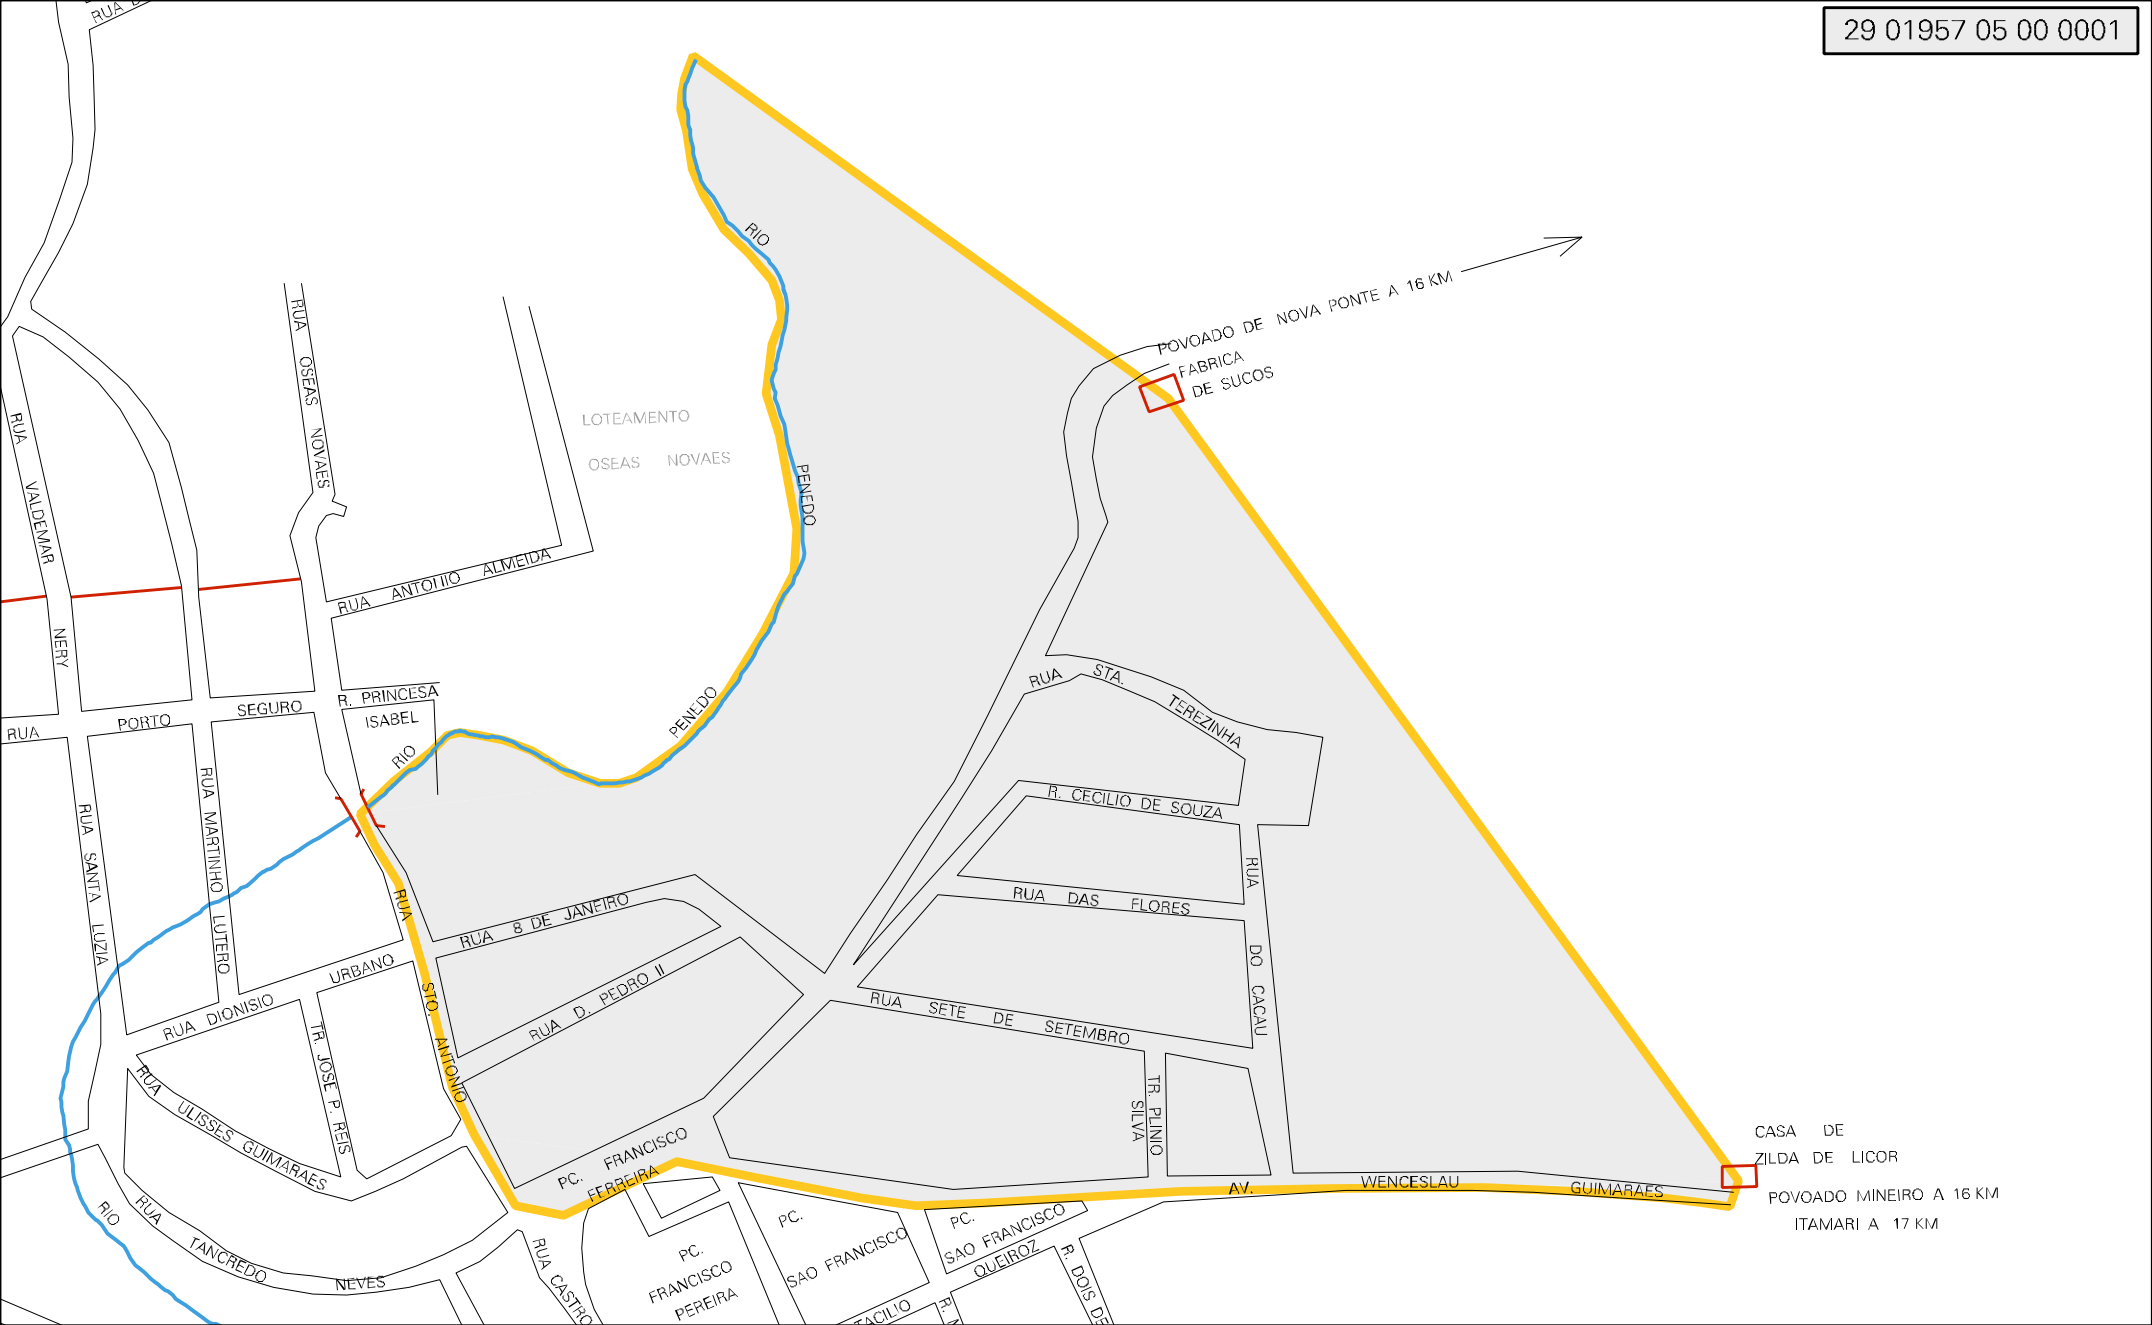 29 01957 05 00 0001
RUA
RIO
POVOADO DE NOVA PONTE A 16 KM
FABRICA
DE SUCOS
RUA OSEAS NOVAES
LOTEAMENTO
OSEAS NOVAES
RUA VALDEMAR NERY
PENEDO
RUA ANTONIO ALMEIDA
R. PRINCESA
ISABEL
RUA PORTO SEGURO
RIO
PENEDO
RUA STA. TEREZINHA
R. CECILIO DE SOUZA
RUA MARTINHO LUTERO
RUA SANTA LUZIA
RUA DAS FLORES
RUA DO CACAU
RUA 8 DE JANEIRO
RUA D. PEDRO II
RUA STO. ANTONIO
RUA DIONISIO URBANO
TR. JOSE P. REIS
RUA SETE DE SETEMBRO
TR. PLINIO
SILVA
RUA ULISSES GUIMARAES
PC. FRANCISCO
FERREIRA
CASA DE
ZILDA DE LICOR
POVOADO MINEIRO A 16 KM
ITAMARI A 17 KM
AV. WENCESLAU GUIMARAES
RIO
RUA TANCREDO NEVES
RUA CASTRO
PC.
FRANCISCO
PEREIRA
PC.
SAO FRANCISCO
PC.
SAO FRANCISCO
QUEIROZ
R. DOIS DE